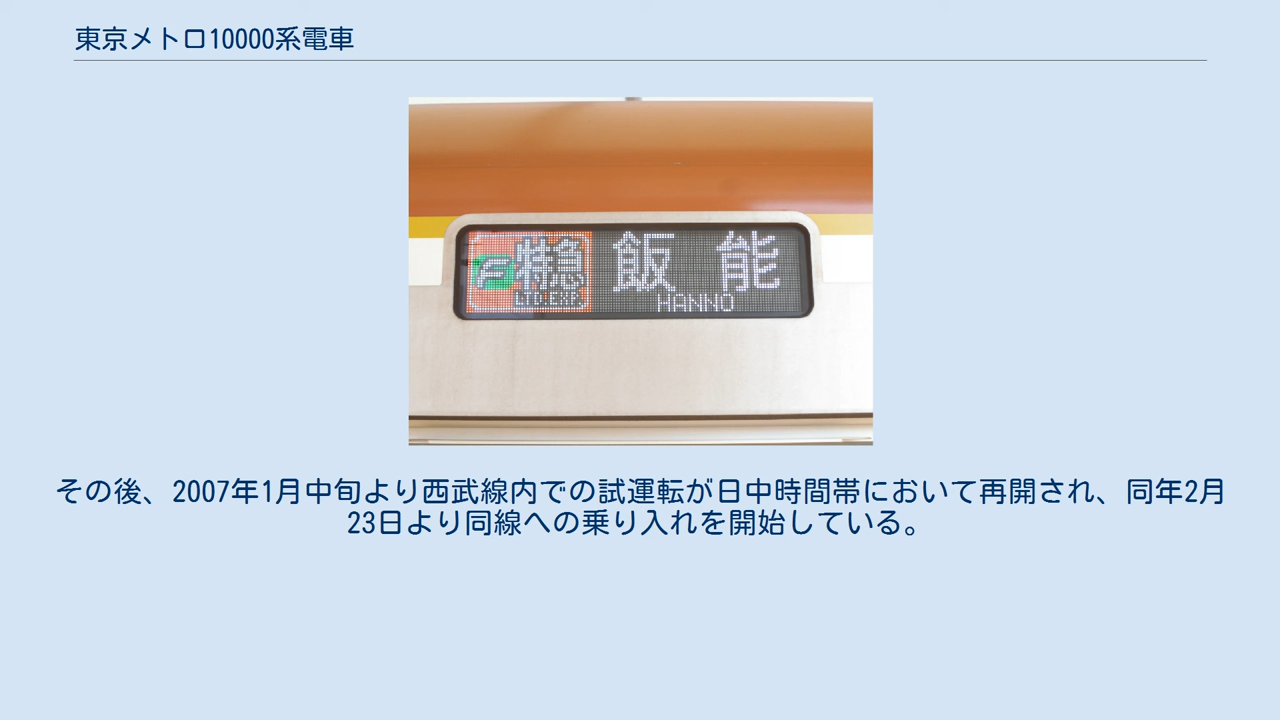 東京メトロ10000系電車
F 特急
LTD.EXP.
飯能
HANNO
その後、2007年1月中旬より西武線内での試運転が日中時間帯において再開され、同年2月
23日より同線への乗り入れを開始している。